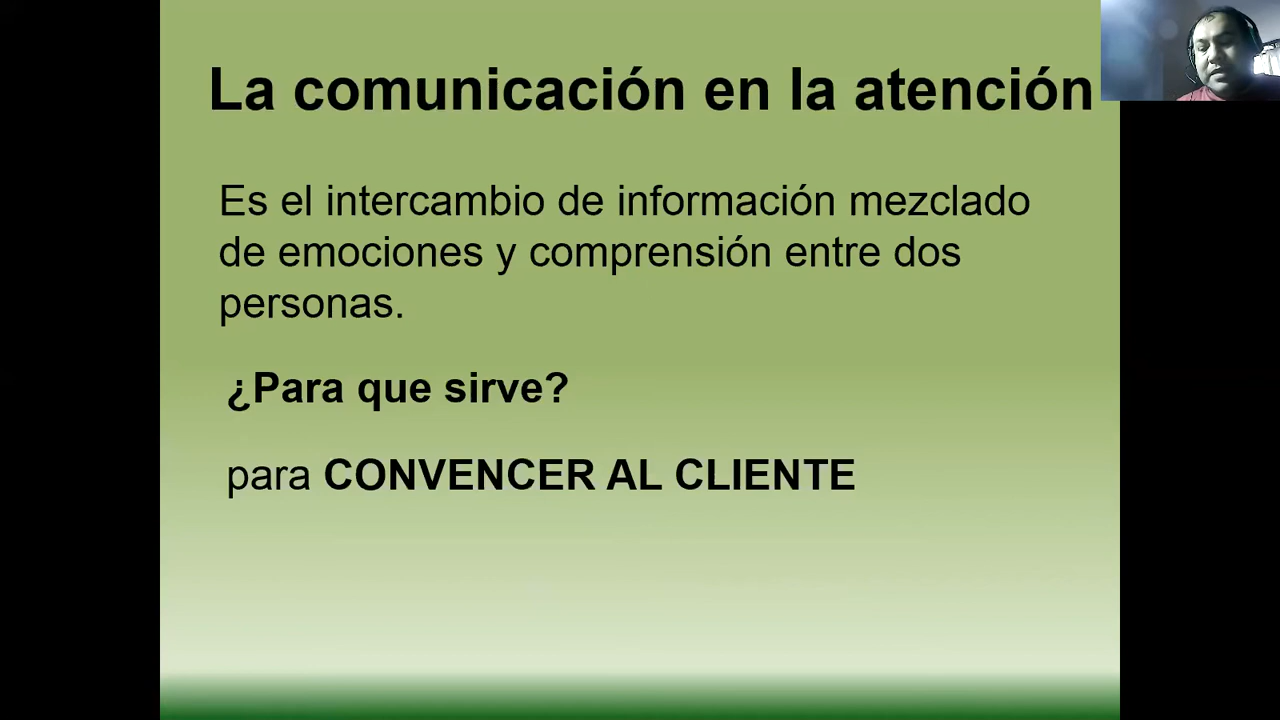 La comunicación en la atención
Es el intercambio de información mezclado
de emociones y comprensión entre dos
personas.
¿Para que sirve?
para CONVENCER AL CLIENTE